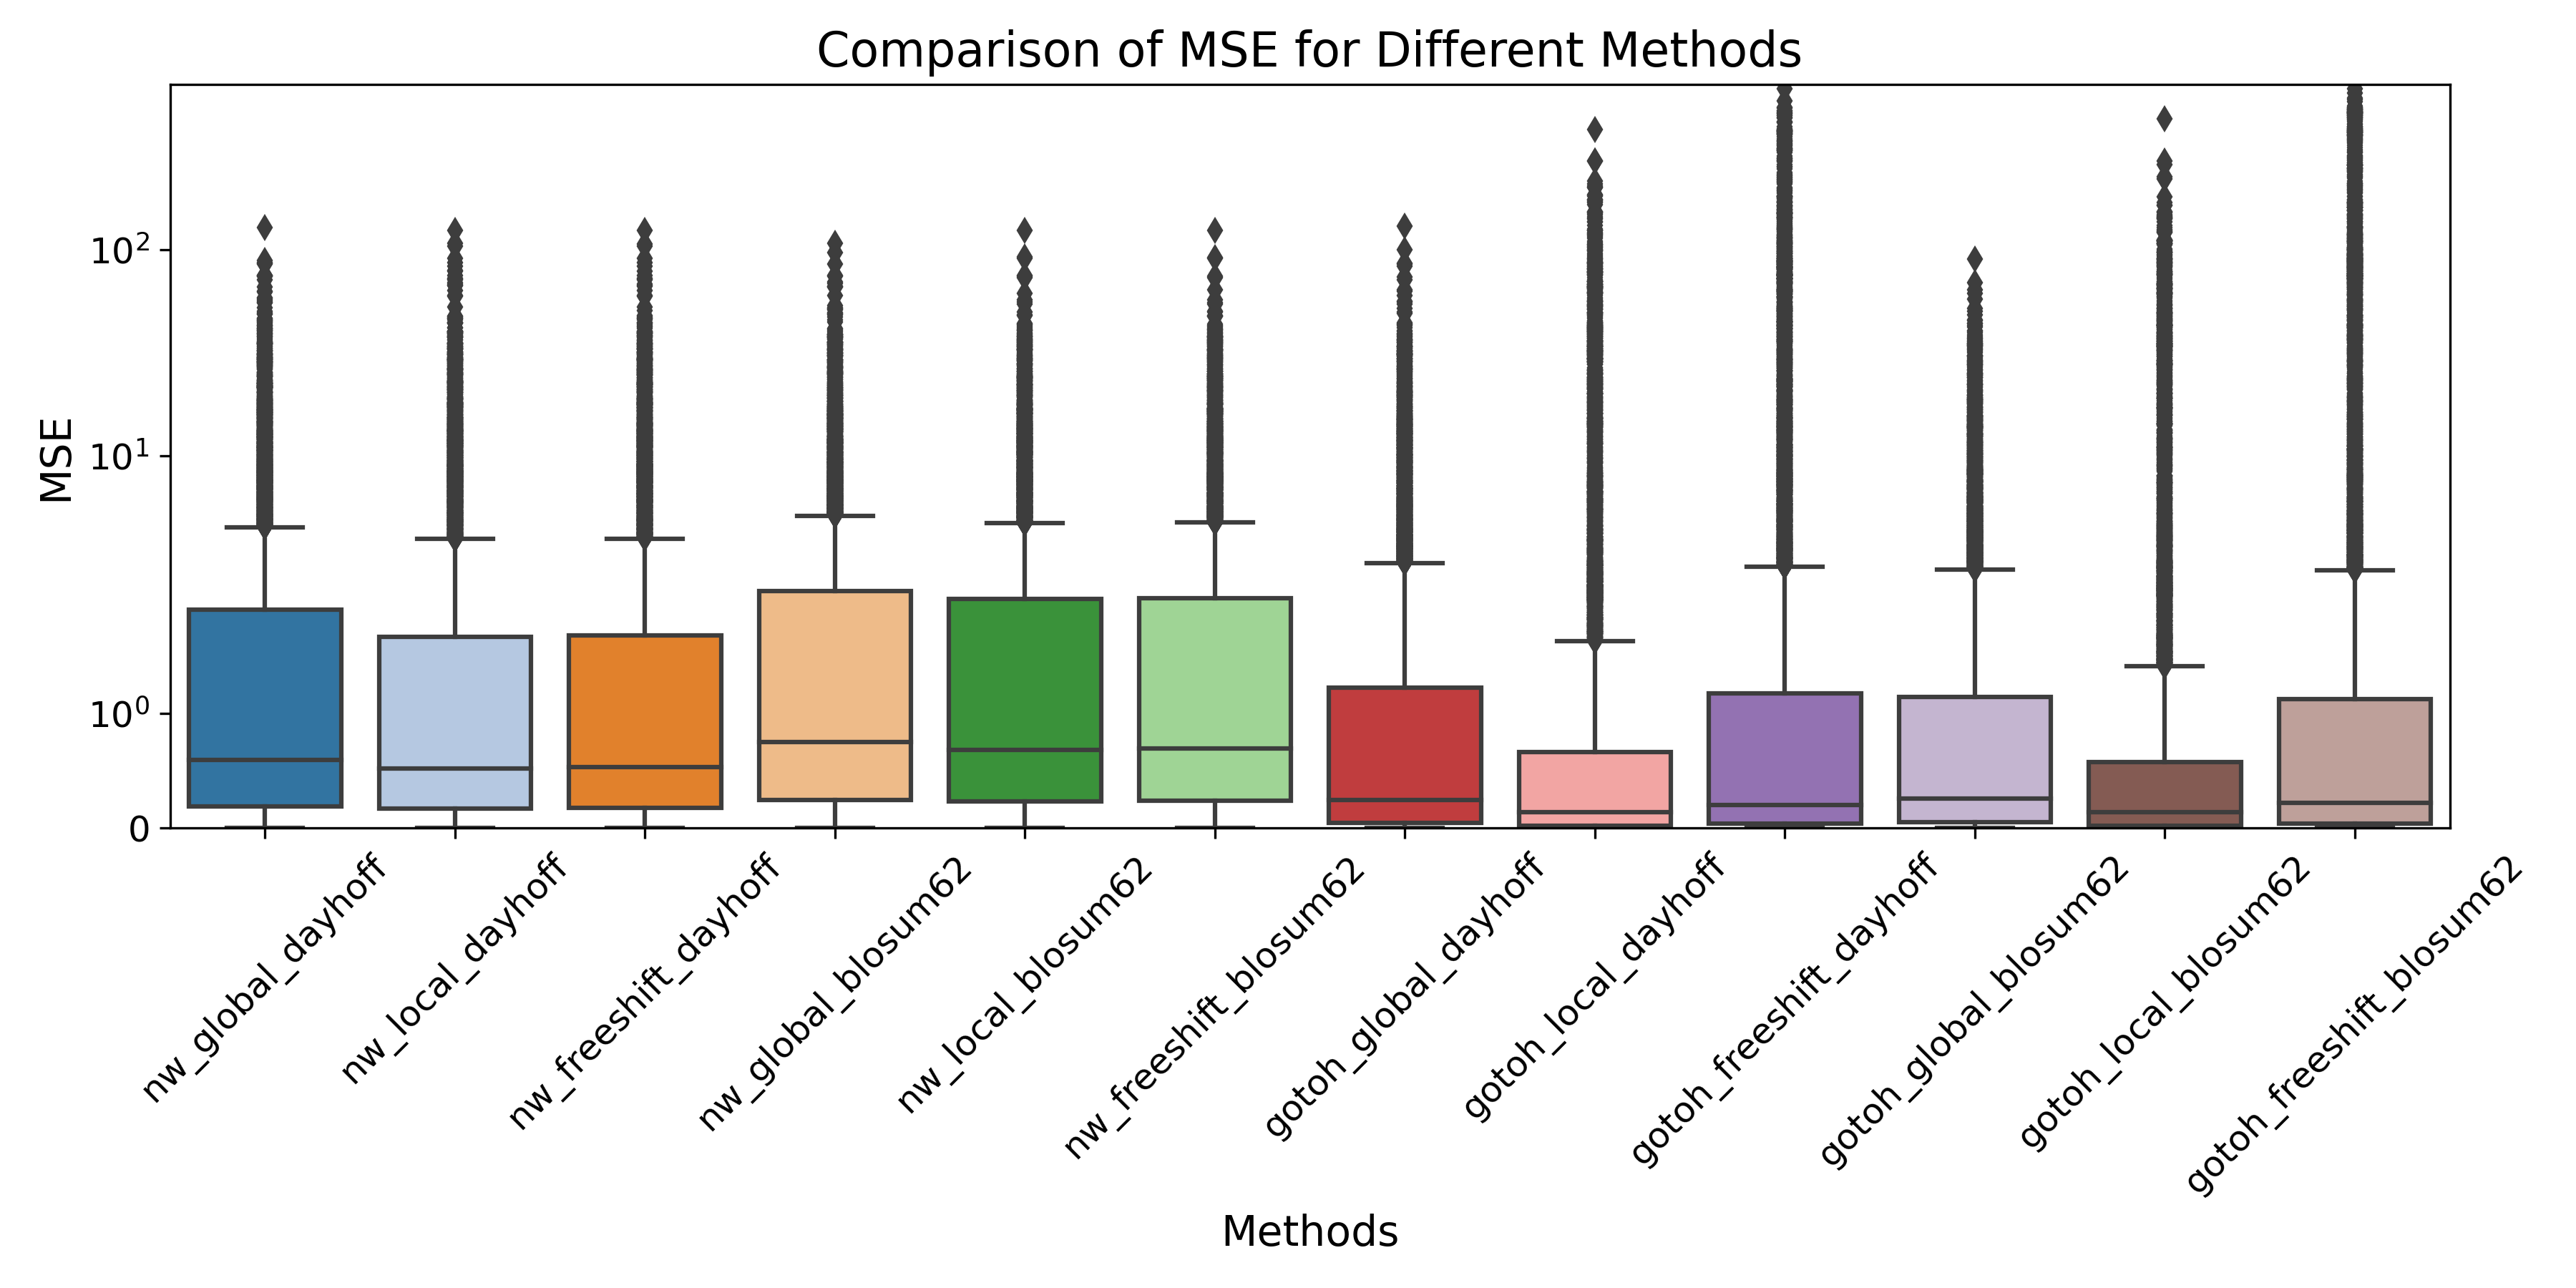 Comparison of MSE for Different Methods
MSE
10²
10¹
10⁰
0
nw_global_dayhoff
nw_local_dayhoff
nw_freeshift_dayhoff
nw_global_blosum62
nw_local_blosum62
nw_freeshift_blosum62
gotoh_global_dayhoff
gotoh_local_dayhoff
gotoh_freeshift_dayhoff
gotoh_global_blosum62
gotoh_local_blosum62
gotoh_freeshift_blosum62
Methods